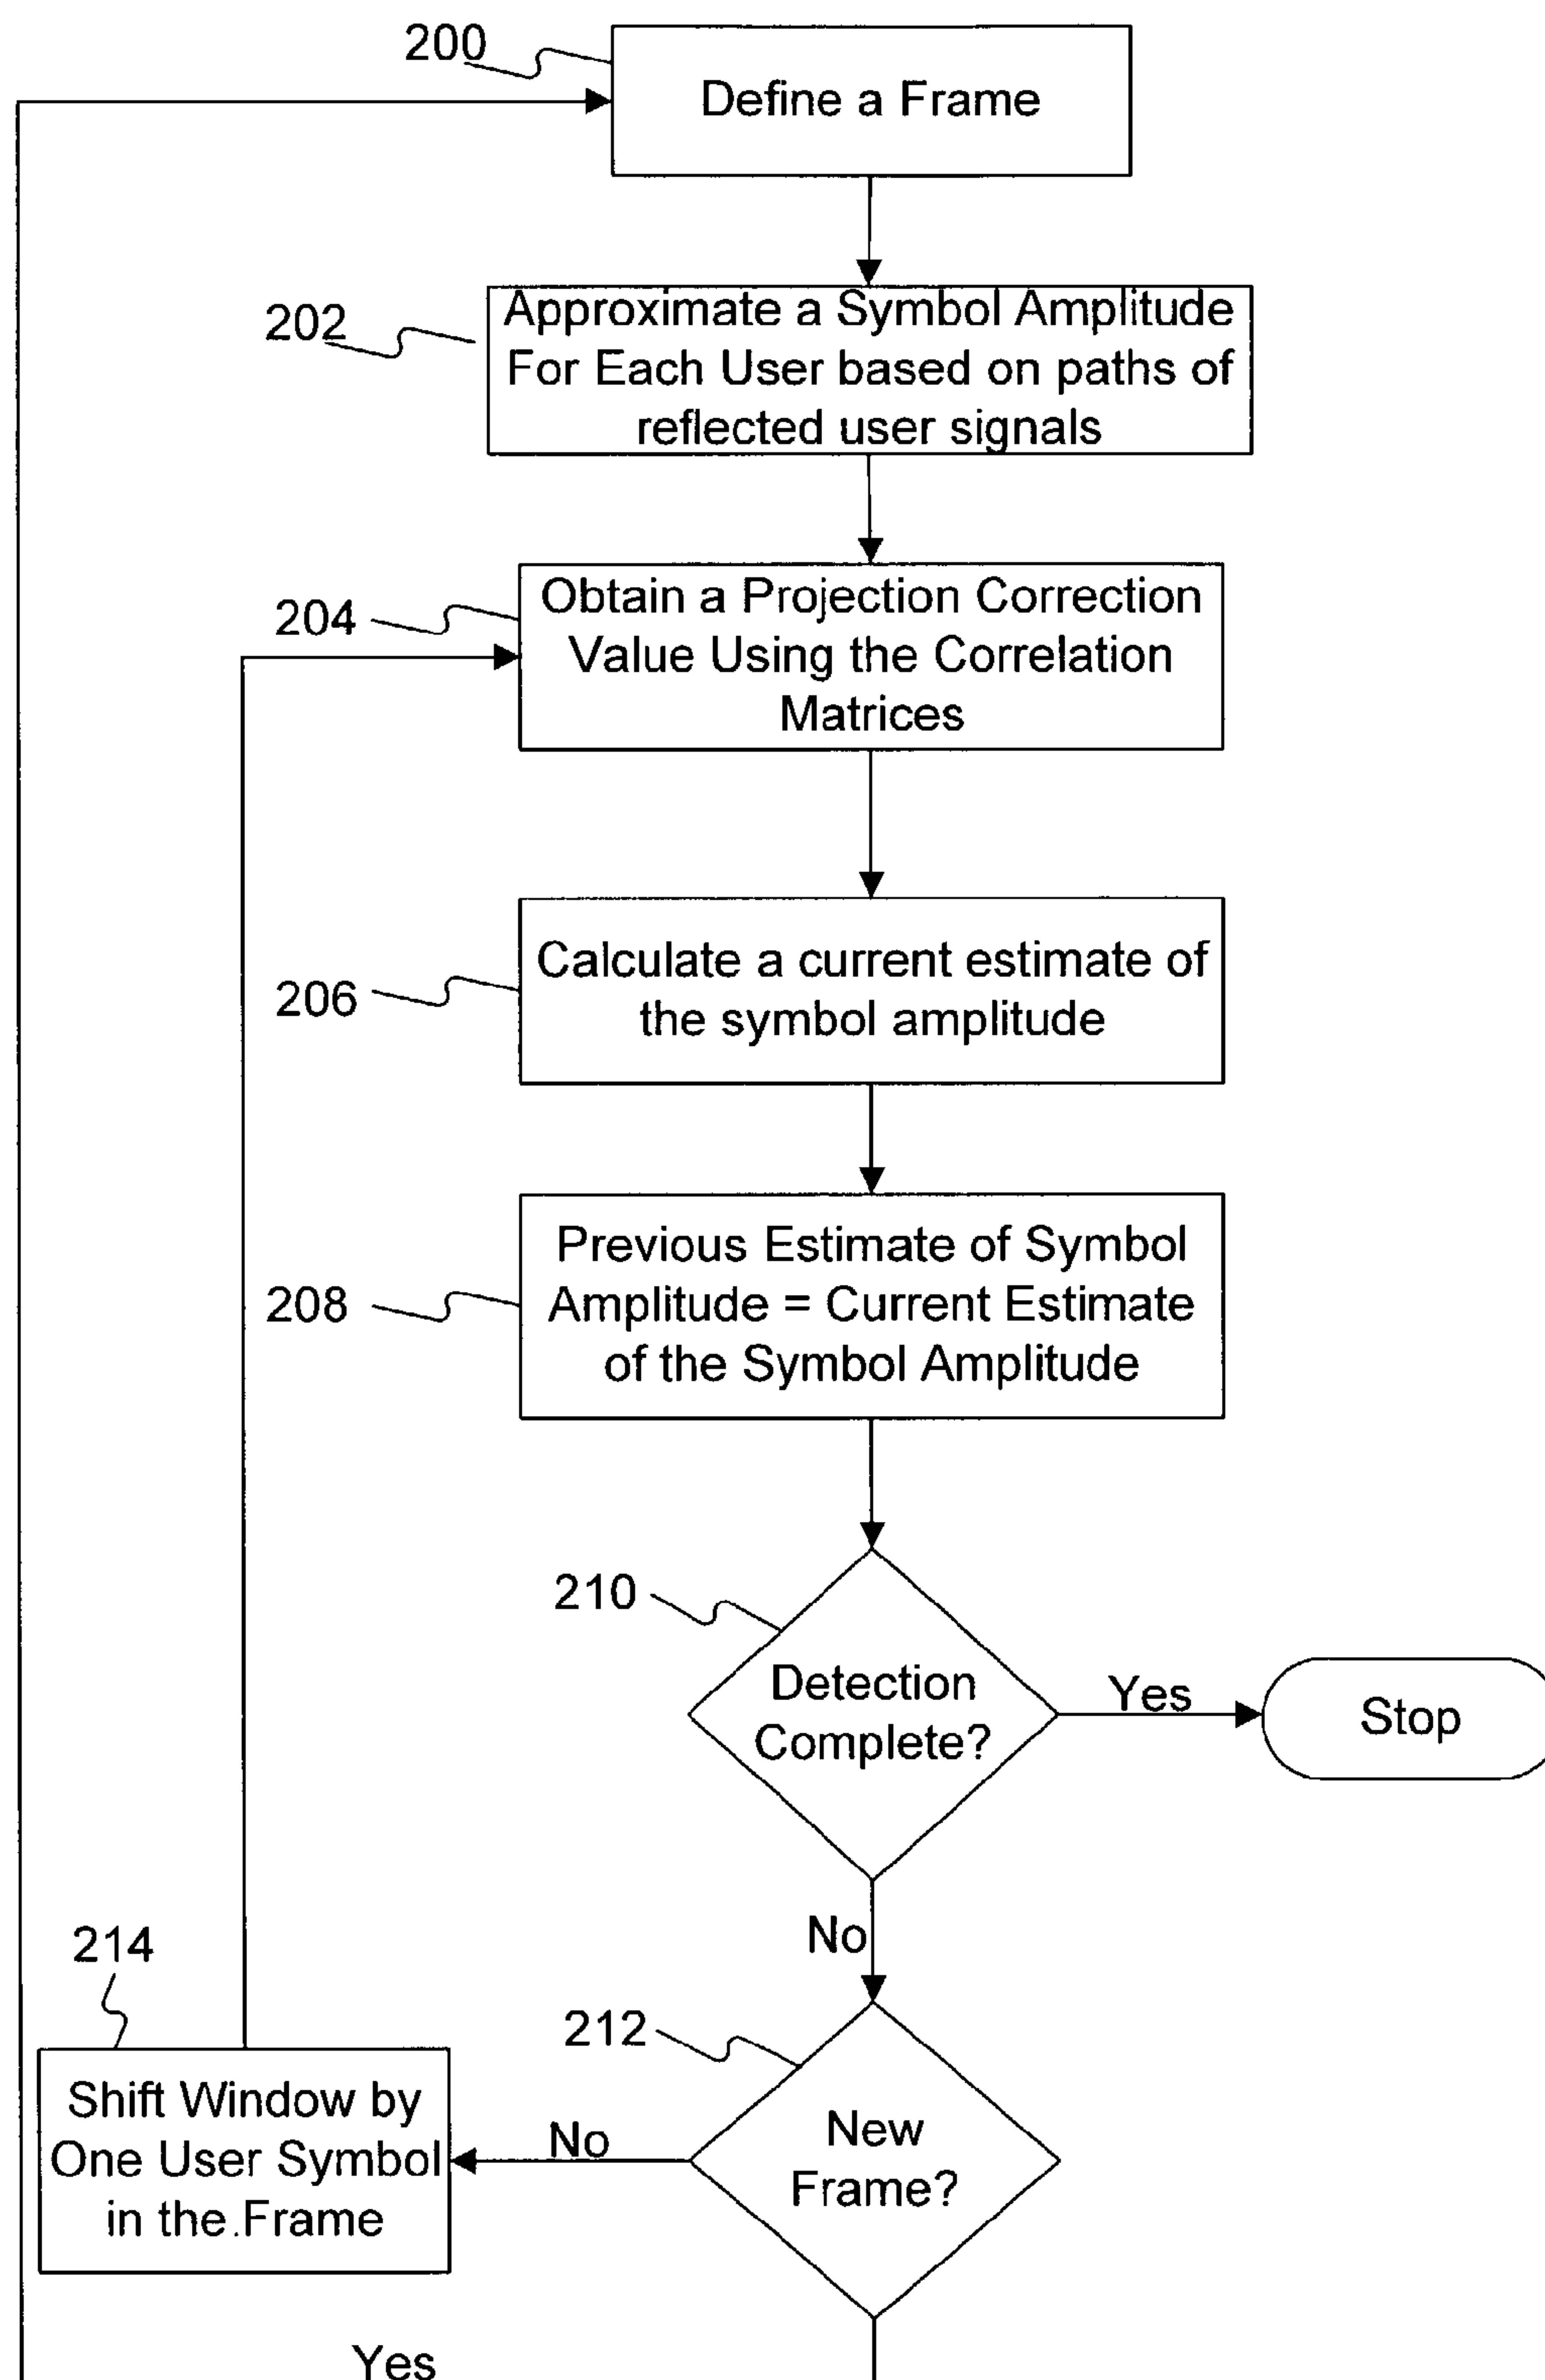 200
Define a Frame
202
Approximate a Symbol Amplitude
For Each User based on paths of
reflected user signals
204
Obtain a Projection Correction
Value Using the Correlation
Matrices
206
Calculate a current estimate of
the symbol amplitude
208
Previous Estimate of Symbol
Amplitude = Current Estimate
of the Symbol Amplitude
210
Detection
Complete?
Yes
Stop
No
214
212
Shift Window by
One User Symbol
in the.Frame
No
New
Frame?
Yes